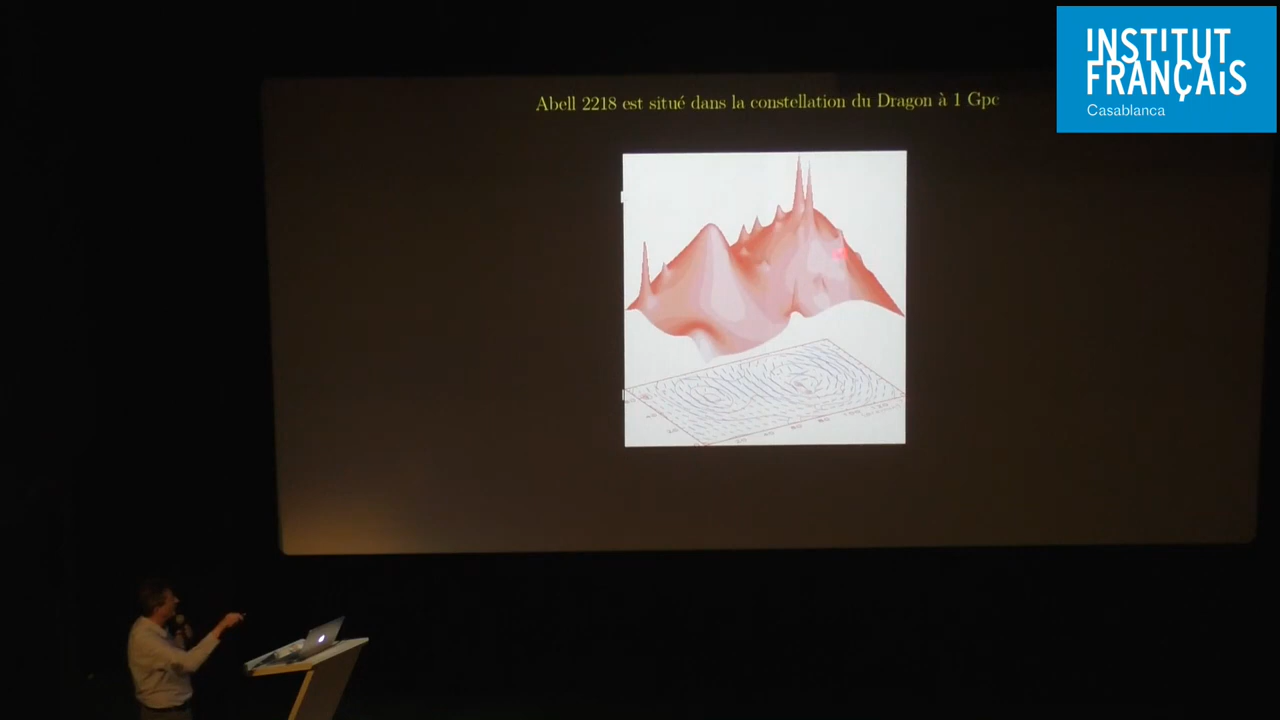 INSTITUT
FRANÇAIS
Casablanca
Abell 2218 est situé dans la constellation du Dragon à 1 Gpc